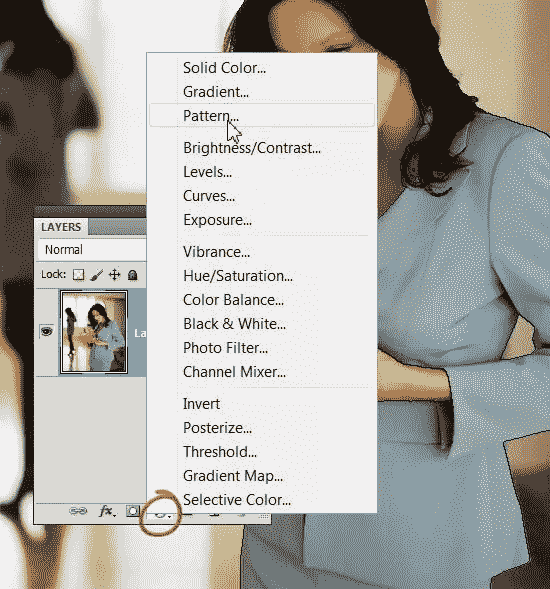 Solid Color...
Gradient...
Pattern...
Brightness/Contrast...
Levels...
Curves...
Exposure...
LAYERS
Normal
Vibrance...
Lock:
Hue/Saturation...
Color Balance...
Black & White...
La
Photo Filter...
Channel Mixer...
Invert
Posterize...
Threshold...
Gradient Map...
Selective Color...
fx